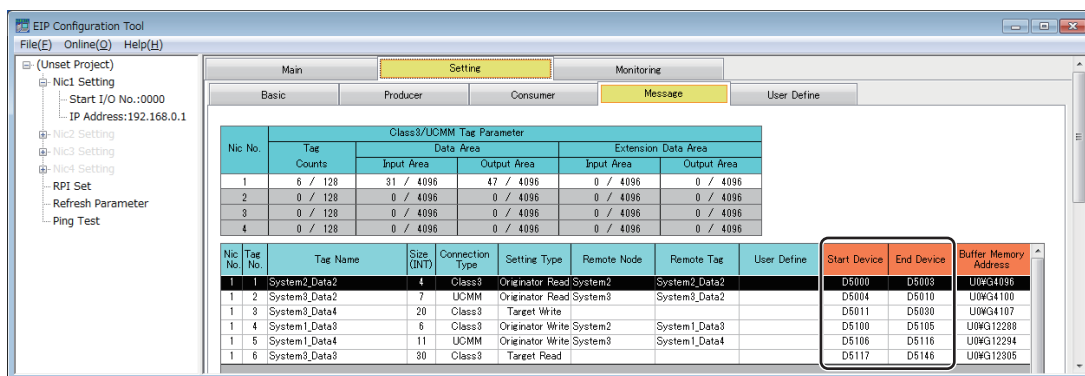 EIP Configuration Tool
File(F) Online(O) Help(H)
(Unset Project)
Nic1 Setting
Start I/O No.:0000
IP Address:192.168.0.1
Nic2 Setting
Nic3 Setting
Nic4 Setting
RPI Set
Refresh Parameter
Ping Test
Main Setting Monitoring
Basic Producer Consumer Message User Define
Nic No. Class3/UCMM Tag Parameter
Tag Counts Data Area Extension Data Area
Input Area Output Area Input Area Output Area
1 6 / 128 31 / 4096 47 / 4096 0 / 4096 0 / 4096
2 0 / 128 0 / 4096 0 / 4096 0 / 4096 0 / 4096
3 0 / 128 0 / 4096 0 / 4096 0 / 4096 0 / 4096
4 0 / 128 0 / 4096 0 / 4096 0 / 4096 0 / 4096
Nic No. Tag No. Tag Name Size (INT) Connection Type Setting Type Remote Node Remote Tag User Define Start Device End Device Buffer Memory Address
1 1 System2_Data2 4 Class3 Originator Read System2 System2_Data2 D5000 D5003 U0¥G4096
1 2 System3_Data2 7 UCMM Originator Read System3 System3_Data2 D5004 D5010 U0¥G4100
1 3 System3_Data4 20 Class3 Target Write D5011 D5030 U0¥G4107
1 4 System1_Data3 6 Class3 Originator Write System2 System1_Data3 D5100 D5105 U0¥G12288
1 5 System1_Data4 11 UCMM Originator Write System3 System1_Data4 D5106 D5116 U0¥G12294
1 6 System3_Data3 30 Class3 Target Read D5117 D5146 U0¥G12305